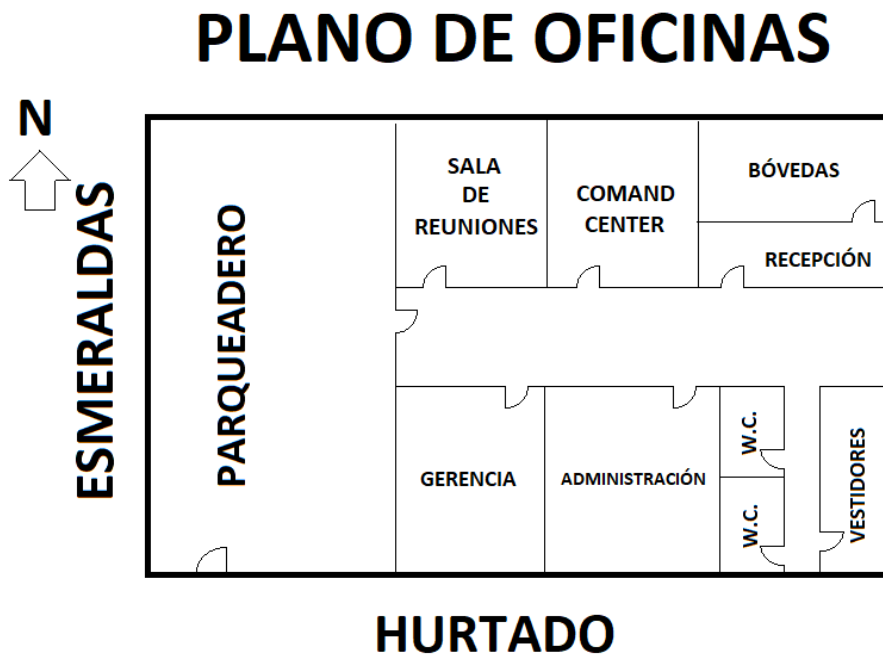 PLANO DE OFICINAS
N
ESMERALDAS
PARQUEADERO
SALA
DE
REUNIONES
COMAND
CENTER
BÓVEDAS
RECEPCIÓN
GERENCIA
ADMINISTRACIÓN
W.C.
W.C.
VESTIDORES
HURTADO